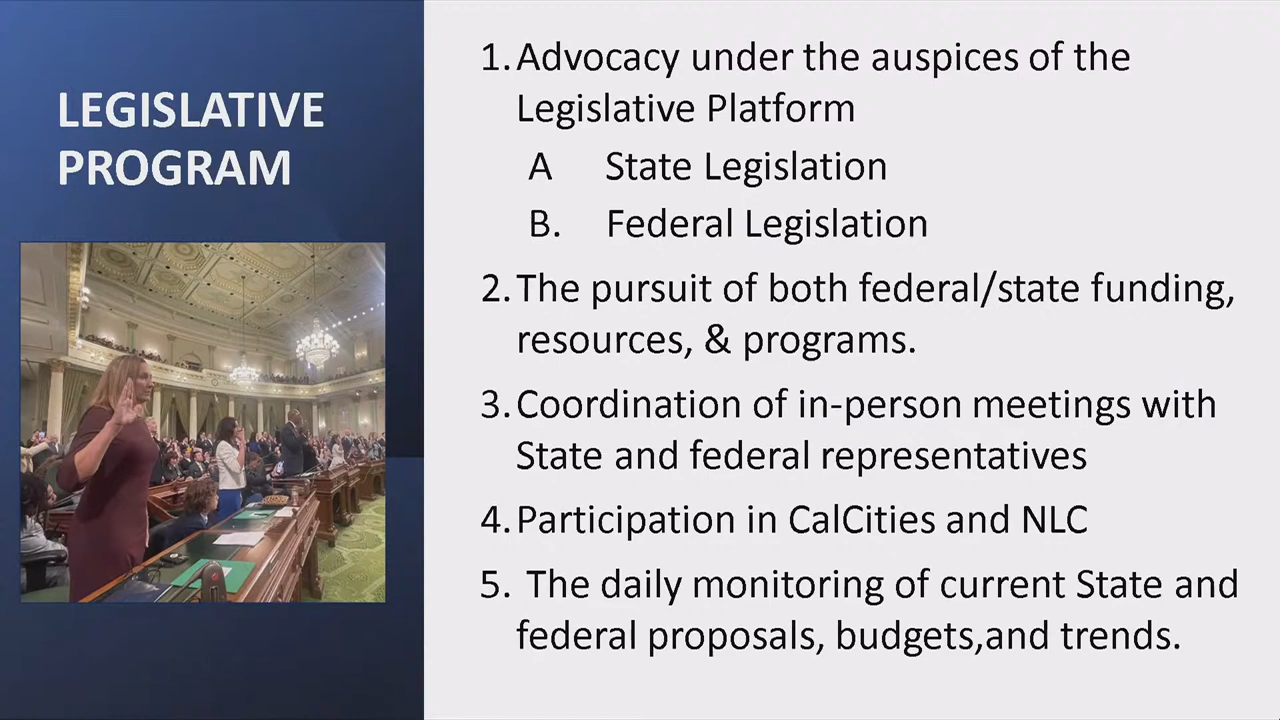 LEGISLATIVE
PROGRAM
1. Advocacy under the auspices of the
Legislative Platform
A State Legislation
B. Federal Legislation
2. The pursuit of both federal/state funding,
resources, & programs.
3. Coordination of in-person meetings with
State and federal representatives
4. Participation in CalCities and NLC
5. The daily monitoring of current State and
federal proposals, budgets,and trends.